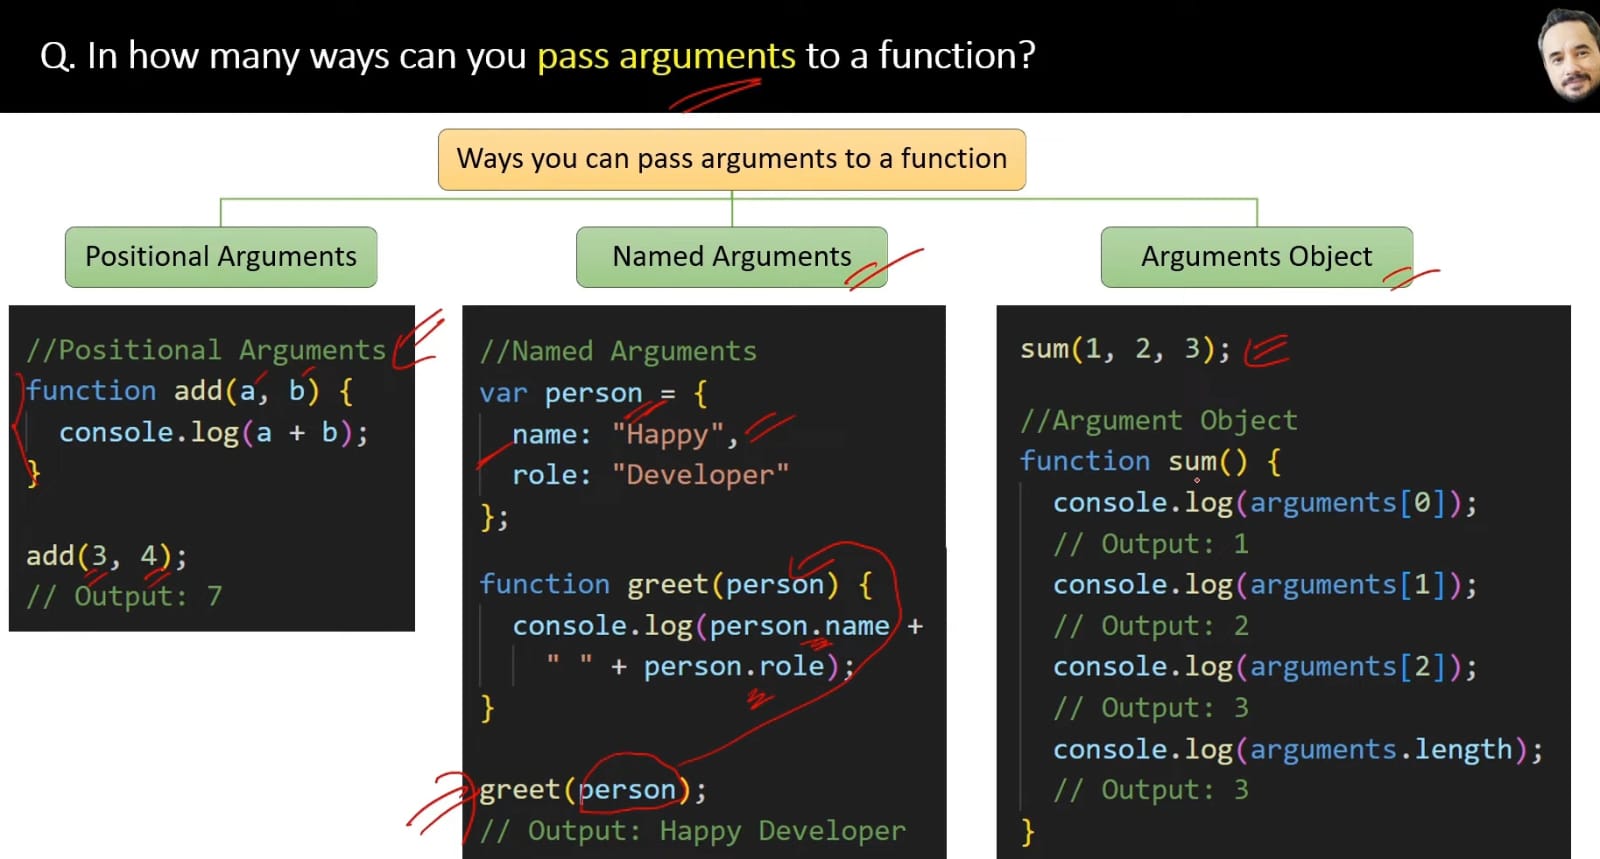 Q. In how many ways can you pass arguments to a function?
Ways you can pass arguments to a function
Positional Arguments
Named Arguments
Arguments Object
//Positional Arguments
function add(a, b) {
  console.log(a + b);
}
add(3, 4);
// Output: 7
//Named Arguments
var person = {
  name: "Happy",
  role: "Developer"
};
function greet(person) {
  console.log(person.name +
    " " + person.role);
}
greet(person);
// Output: Happy Developer
sum(1, 2, 3);
//Argument Object
function sum() {
  console.log(arguments[0]);
  // Output: 1
  console.log(arguments[1]);
  // Output: 2
  console.log(arguments[2]);
  // Output: 3
  console.log(arguments.length);
  // Output: 3
}